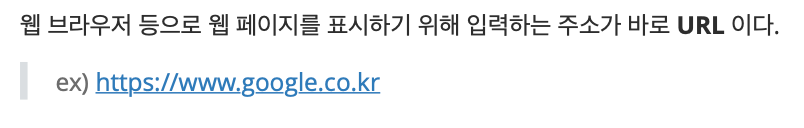 웹 브라우저 등으로 웹 페이지를 표시하기 위해 입력하는 주소가 바로 URL 이다.
ex) https://www.google.co.kr